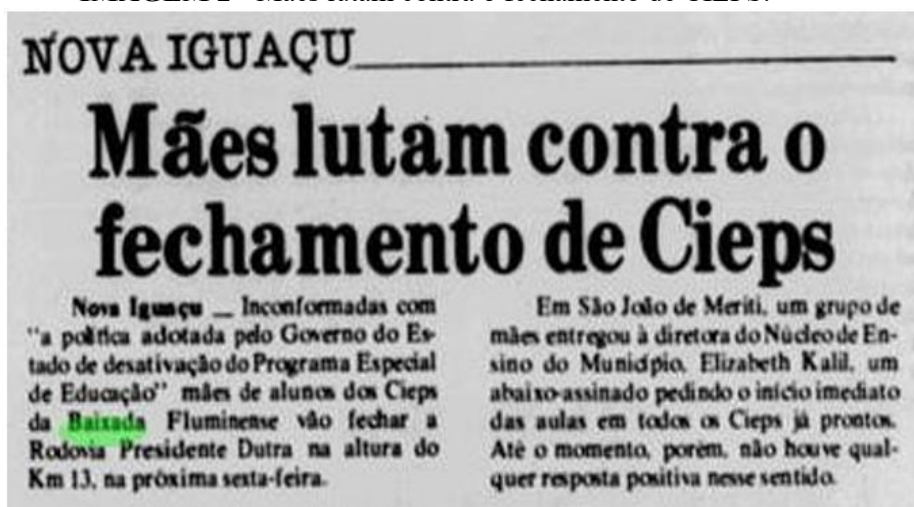 NOVA IGUAÇU
Mães lutam contra o
fechamento de Cieps
Nova Iguaçu — Inconformadas com
"a política adotada pelo Governo do Es-
tado de desativação do Programa Especial
de Educação" mães de alunos dos Cieps
da Baixada Fluminense vão fechar a
Rodovia Presidente Dutra na altura do
Km 13, na próxima sexta-feira.
Em São João de Meriti, um grupo de
mães entregou à diretora do Núcleo de En-
sino do Município, Elizabeth Kalil, um
abaixo-assinado pedindo o início imediato
das aulas em todos os Cieps já prontos.
Até o momento, porém, não houve qual-
quer resposta positiva nesse sentido.